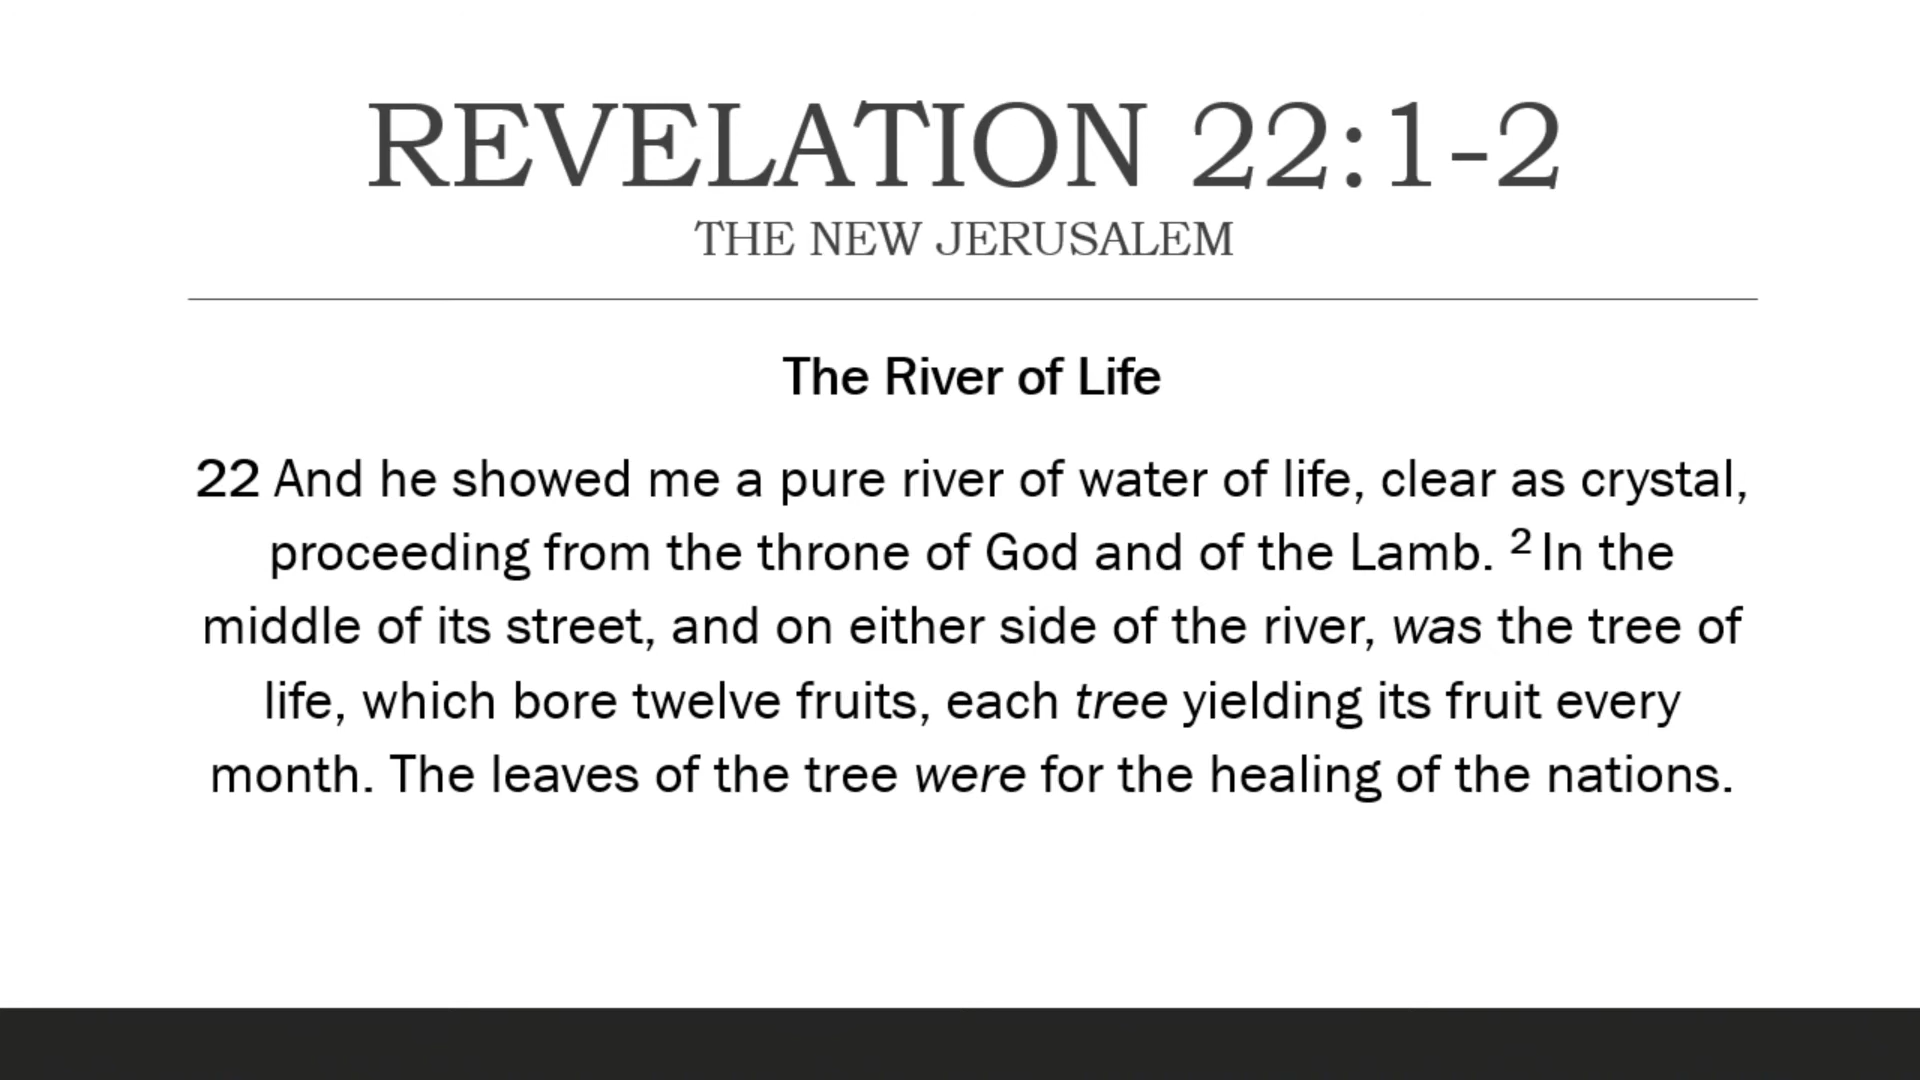 REVELATION 22:1-2
THE NEW JERUSALEM
The River of Life
22 And he showed me a pure river of water of life, clear as crystal,
proceeding from the throne of God and of the Lamb. 2 In the
middle of its street, and on either side of the river, was the tree of
life, which bore twelve fruits, each tree yielding its fruit every
month. The leaves of the tree were for the healing of the nations.